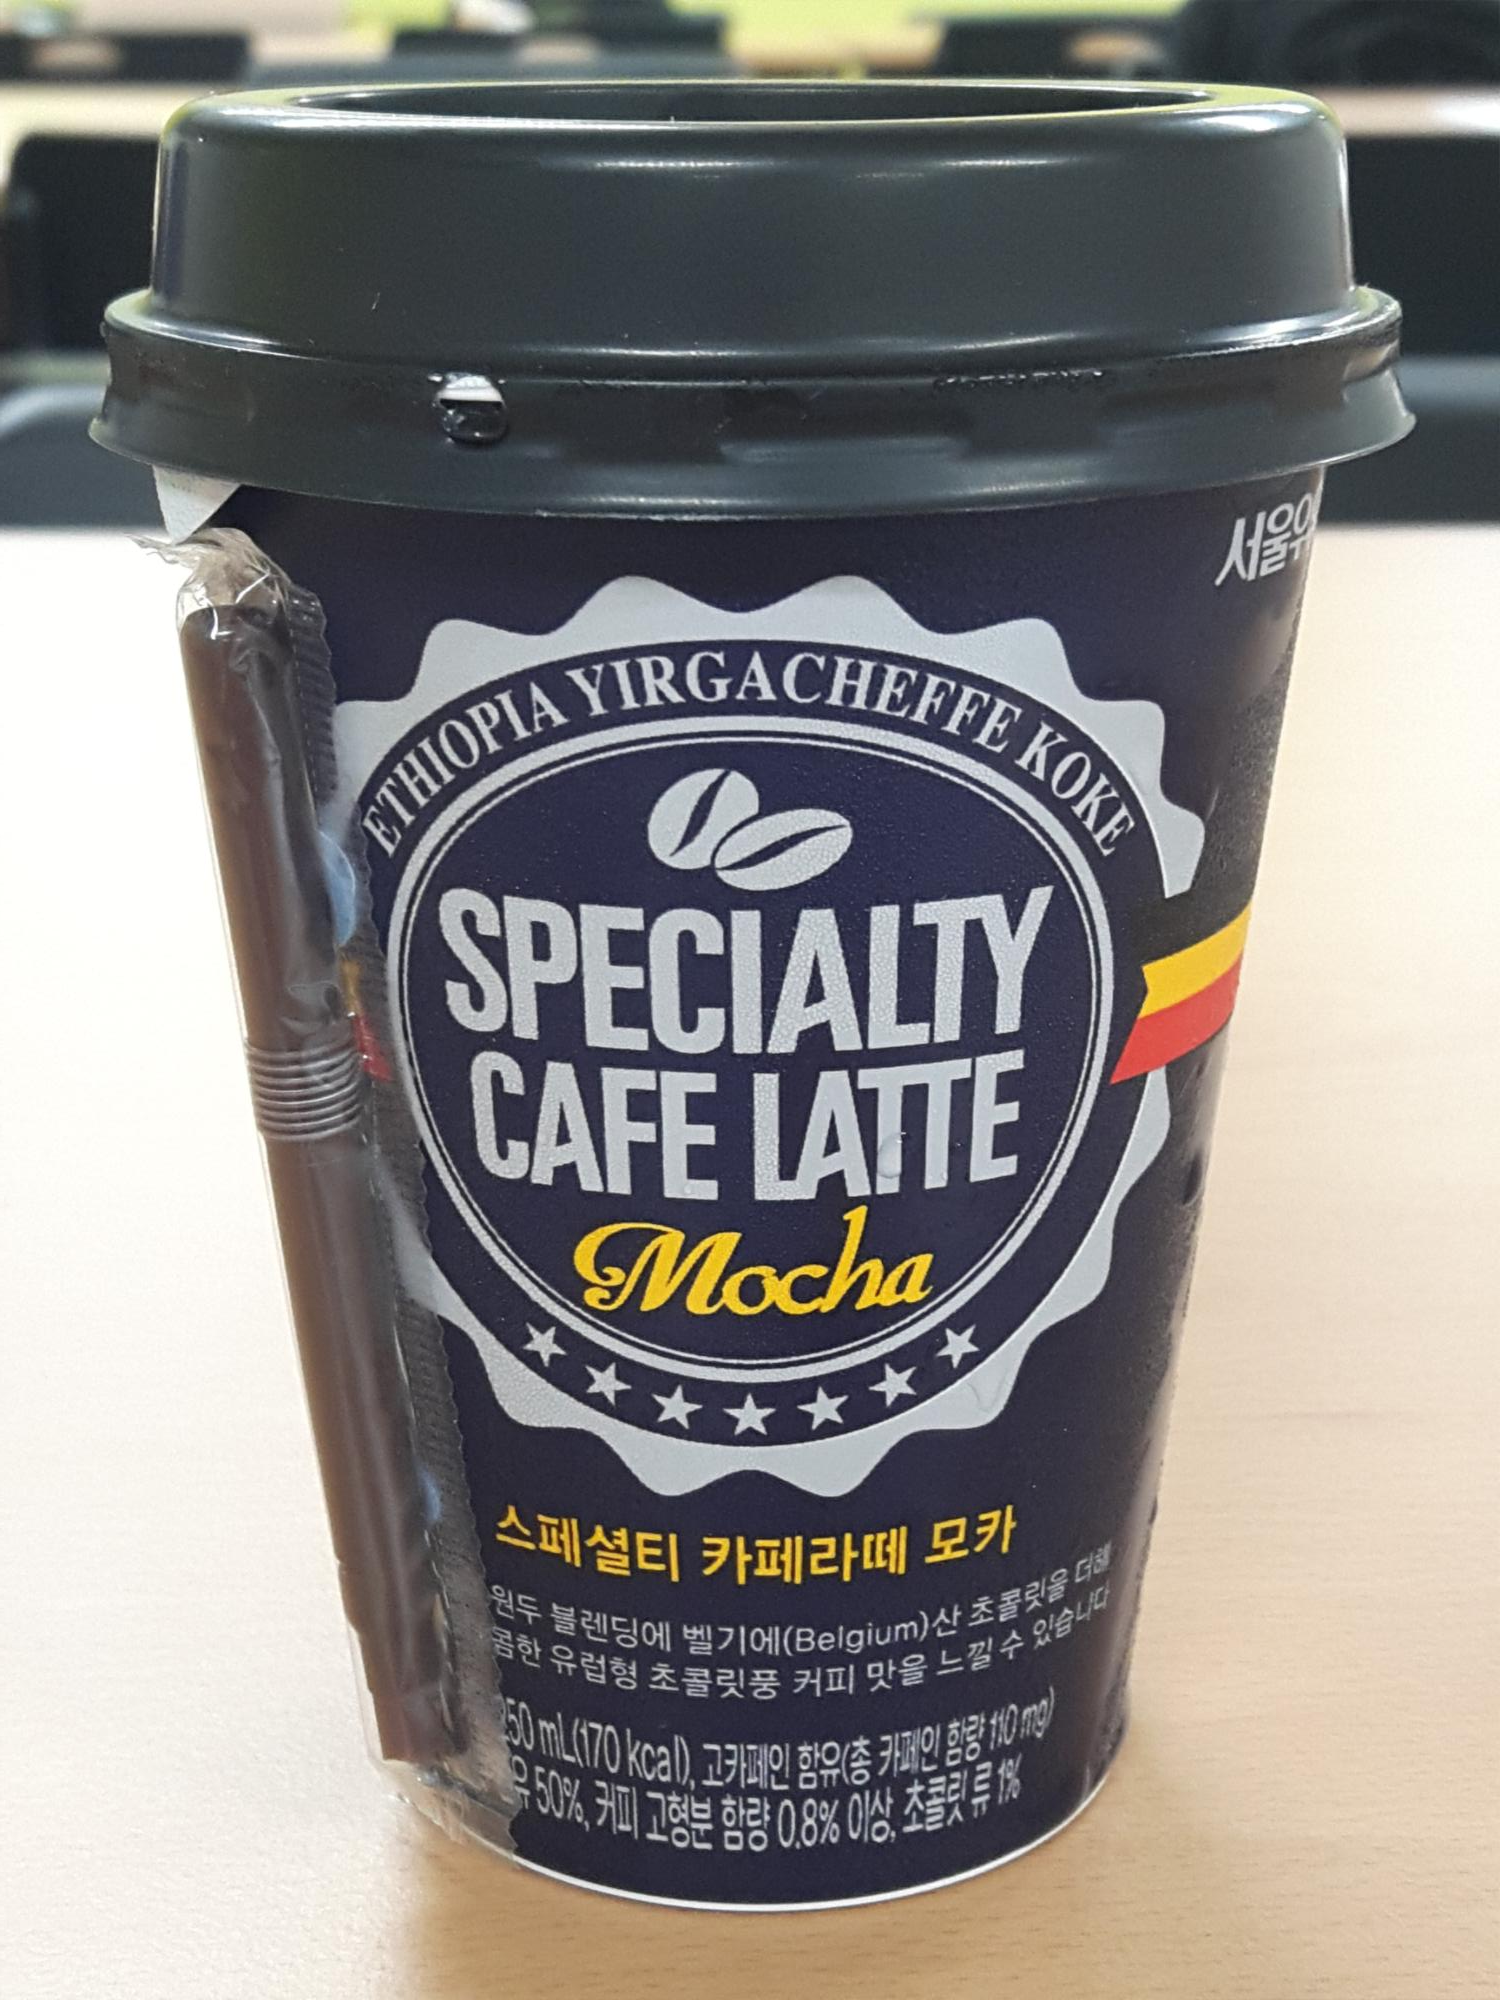 서울우
ETHIOPIA YIRGACHEFFE KOKE
SPECIALTY
CAFE LATTE
Mocha
스페셜티 카페라떼 모카
원두 블렌딩에 벨기에(Belgium)산 초콜릿을 더해
유럽형 초콜릿풍 커피 맛을 느낄 수 있습니다
250 mL(170 kcal), 고카페인 함유(총 카페인 함량 110 mg)
50%, 커피 고형분 함량 0.8% 이상, 초콜릿 류 1%